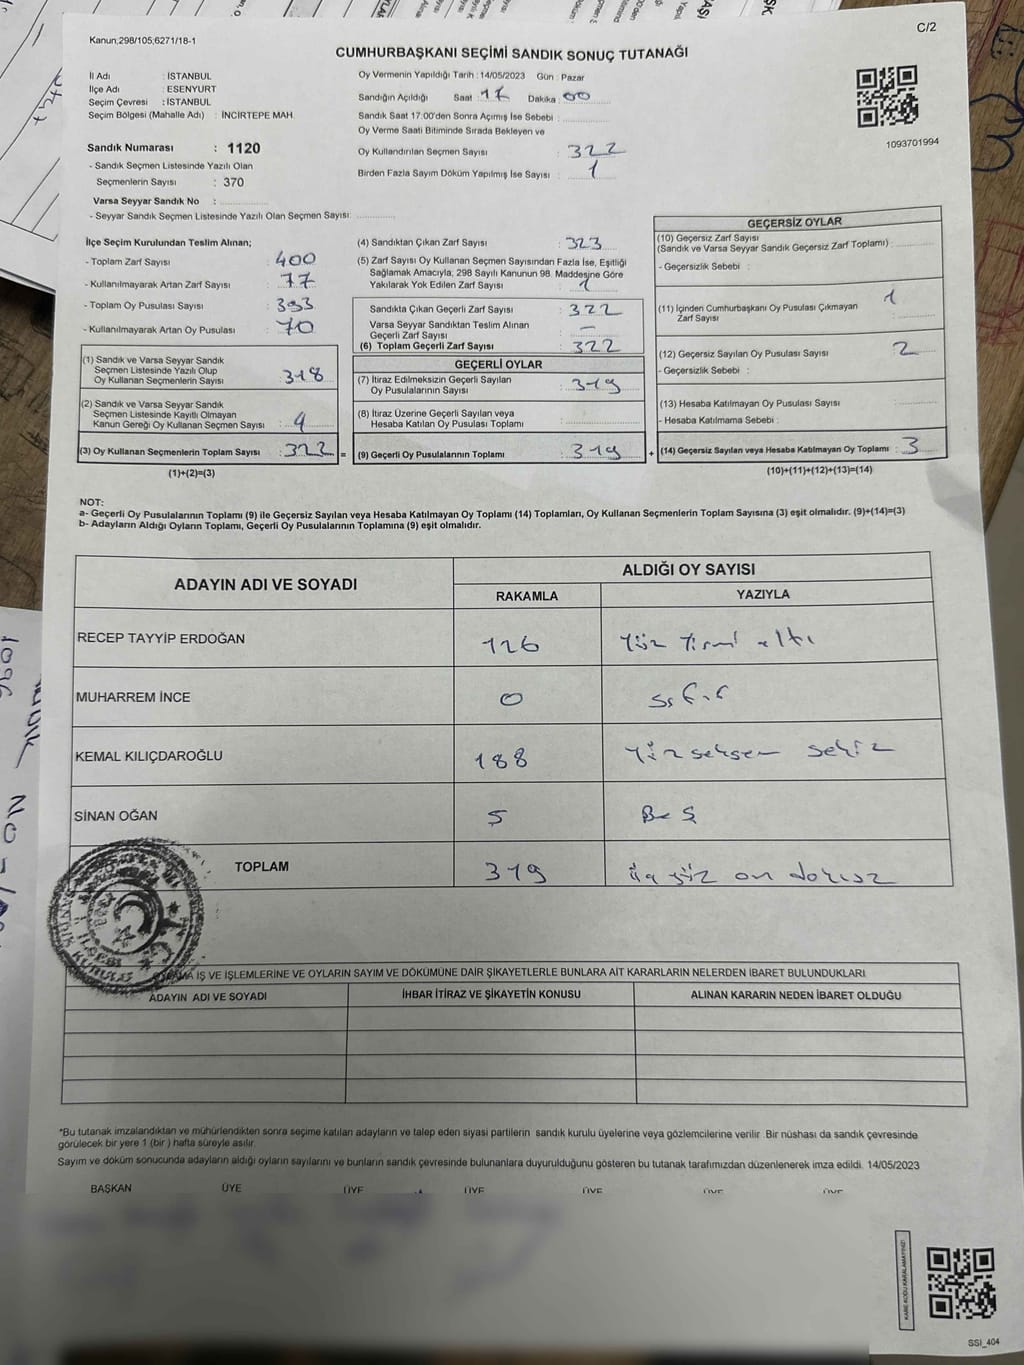 Kanun;298/105;6271/18-1
C/2
CUMHURBAŞKANI SEÇİMİ SANDIK SONUÇ TUTANAĞI
İl Adı : İSTANBUL
İlçe Adı : ESENYURT
Seçim Çevresi : İSTANBUL
Seçim Bölgesi (Mahalle Adı) : İNCİRTEPE MAH.
Sandık Numarası : 1120
- Sandık Seçmen Listesinde Yazılı Olan
Seçmenlerin Sayısı : 370
Varsa Seyyar Sandık No :
- Seyyar Sandık Seçmen Listesinde Yazılı Olan Seçmen Sayısı:
Oy Vermenin Yapıldığı Tarih : 14/05/2023 Gün : Pazar
Sandığın Açıldığı Saat : 17 Dakika : 00
Sandık Saat 17:00'den Sonra Açımış İse Sebebi :
Oy Verme Saati Bitiminde Sırada Bekleyen ve
Oy Kullandırılan Seçmen Sayısı : 322
Birden Fazla Sayım Döküm Yapılmış İse Sayısı : 1
1093701994
İlçe Seçim Kurulundan Teslim Alınan;
- Toplam Zarf Sayısı : 400
- Kullanılmayarak Artan Zarf Sayısı : 77
- Toplam Oy Pusulası Sayısı : 393
- Kullanılmayarak Artan Oy Pusulası : 70
(1) Sandık ve Varsa Seyyar Sandık
Seçmen Listesinde Yazılı Olup
Oy Kullanan Seçmenlerin Sayısı : 318
(2) Sandık ve Varsa Seyyar Sandık
Seçmen Listesinde Kayıtlı Olmayan
Kanun Gereği Oy Kullanan Seçmen Sayısı : 4
(3) Oy Kullanan Seçmenlerin Toplam Sayısı : 322 =
(1)+(2)=(3)
(4) Sandıktan Çıkan Zarf Sayısı : 323
(5) Zarf Sayısı Oy Kullanan Seçmen Sayısından Fazla İse, Eşitliği
Sağlamak Amacıyla, 298 Sayılı Kanunun 98. Maddesine Göre
Yakılarak Yok Edilen Zarf Sayısı : 1
Sandıkta Çıkan Geçerli Zarf Sayısı : 322
Varsa Seyyar Sandıktan Teslim Alınan
Geçerli Zarf Sayısı : -
(6) Toplam Geçerli Zarf Sayısı : 322
GEÇERLİ OYLAR
(7) İtiraz Edilmeksizin Geçerli Sayılan
Oy Pusulalarının Sayısı : 319
(8) İtiraz Üzerine Geçerli Sayılan veya
Hesaba Katılan Oy Pusulası Toplamı :
(9) Geçerli Oy Pusulalarının Toplamı : 319 +
GEÇERSİZ OYLAR
(10) Geçersiz Zarf Sayısı
(Sandık ve Varsa Seyyar Sandık Geçersiz Zarf Toplamı) :
- Geçersizlik Sebebi :
(11) İçinden Cumhurbaşkanı Oy Pusulası Çıkmayan
Zarf Sayısı : 1
(12) Geçersiz Sayılan Oy Pusulası Sayısı : 2
- Geçersizlik Sebebi :
(13) Hesaba Katılmayan Oy Pusulası Sayısı :
- Hesaba Katılmama Sebebi :
(14) Geçersiz Sayılan veya Hesaba Katılmayan Oy Toplamı : 3
(10)+(11)+(12)+(13)=(14)
NOT:
a- Geçerli Oy Pusulalarının Toplamı (9) ile Geçersiz Sayılan veya Hesaba Katılmayan Oy Toplamı (14) Toplamları, Oy Kullanan Seçmenlerin Toplam Sayısına (3) eşit olmalıdır. (9)+(14)=(3)
b- Adayların Aldığı Oyların Toplamı, Geçerli Oy Pusulalarının Toplamına (9) eşit olmalıdır.
ADAYIN ADI VE SOYADI
ALDIĞI OY SAYISI
RAKAMLA YAZIYLA
RECEP TAYYİP ERDOĞAN 126 Yüz Yirmi altı
MUHARREM İNCE 0 Sıfır
KEMAL KILIÇDAROĞLU 188 Yüz seksen sekiz
SİNAN OĞAN 5 Beş
TOPLAM 319 üç yüz on dokuz
İŞ VE İŞLEMLERİNE VE OYLARIN SAYIM VE DÖKÜMÜNE DAİR ŞİKAYETLERLE BUNLARA AİT KARARLARIN NELERDEN İBARET BULUNDUKLARI
ADAYIN ADI VE SOYADI İHBAR İTİRAZ VE ŞİKAYETİN KONUSU ALINAN KARARIN NEDEN İBARET OLDUĞU
*Bu tutanak imzalandıktan ve mühürlendikten sonra seçime katılan adayların ve talep eden siyasi partilerin sandık kurulu üyelerine veya gözlemcilerine verilir. Bir nüshası da sandık çevresinde
görülecek bir yere 1 (bir ) hafta süreyle asılır.
Sayım ve döküm sonucunda adayların aldığı oyların sayılarını ve bunların sandık çevresinde bulunanlara duyurulduğunu gösteren bu tutanak tarafımızdan düzenlenerek imza edildi. 14/05/2023
BAŞKAN ÜYE ÜYE ÜYE ÜYE ÜYE ÜYE
KARE KODU KARALAMAYINIZ!
SSİ_404